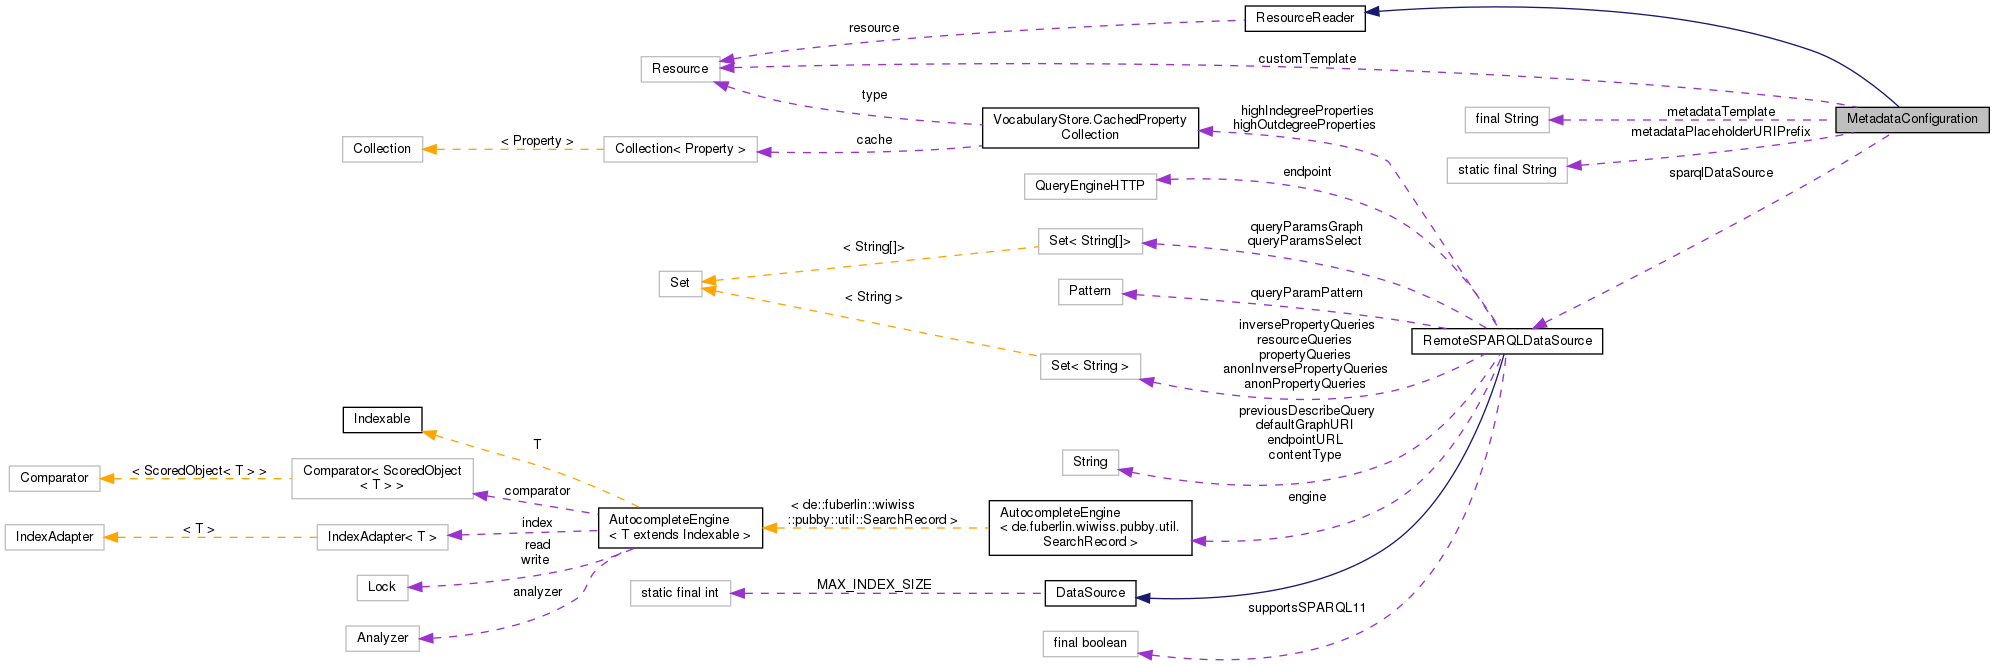 ResourceReader
resource
customTemplate
Resource
type
highIndegreeProperties
highOutdegreeProperties
VocabularyStore.CachedProperty
Collection
final String
metadataTemplate
MetadataConfiguration
metadataPlaceholderURIPrefix
Collection
< Property >
Collection< Property >
cache
static final String
sparqlDataSource
QueryEngineHTTP
endpoint
< String[]>
Set< String[]>
queryParamsGraph
queryParamsSelect
Set
< String >
Pattern
queryParamPattern
RemoteSPARQLDataSource
inversePropertyQueries
resourceQueries
propertyQueries
anonInversePropertyQueries
anonPropertyQueries
Set< String >
previousDescribeQuery
defaultGraphURI
endpointURL
contentType
Indexable
T
String
Comparator
< ScoredObject< T > >
Comparator< ScoredObject
< T > >
comparator
engine
AutocompleteEngine
< T extends Indexable >
< de::fuberlin::wiwiss
::pubby::util::SearchRecord >
AutocompleteEngine
< de.fuberlin.wiwiss.pubby.util.
SearchRecord >
IndexAdapter
< T >
IndexAdapter< T >
index
read
write
Lock
analyzer
static final int
MAX_INDEX_SIZE
DataSource
supportsSPARQL11
Analyzer
final boolean